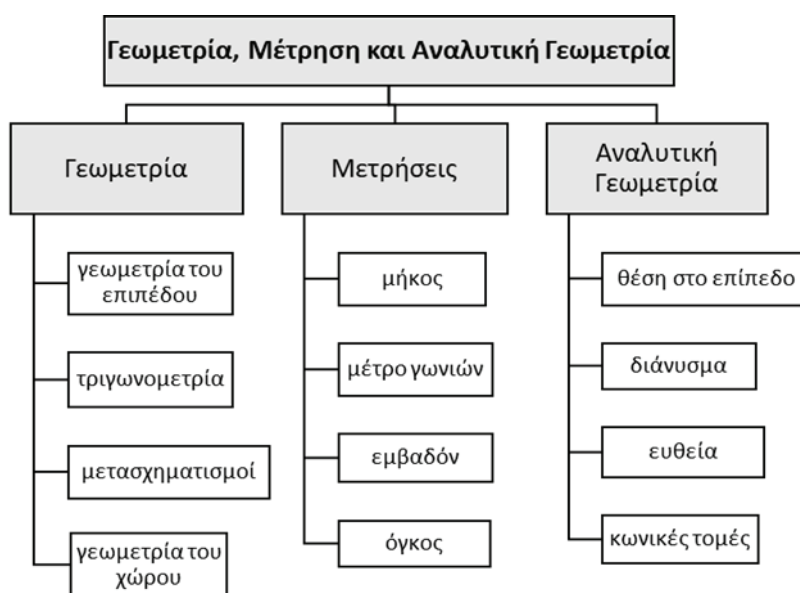 Γεωμετρία, Μέτρηση και Αναλυτική Γεωμετρία
Γεωμετρία
γεωμετρία του
επιπέδου
τριγωνομετρία
μετασχηματισμοί
γεωμετρία του
χώρου
Μετρήσεις
μήκος
μέτρο γωνιών
εμβαδόν
όγκος
Αναλυτική
Γεωμετρία
θέση στο επίπεδο
διάνυσμα
ευθεία
κωνικές τομές